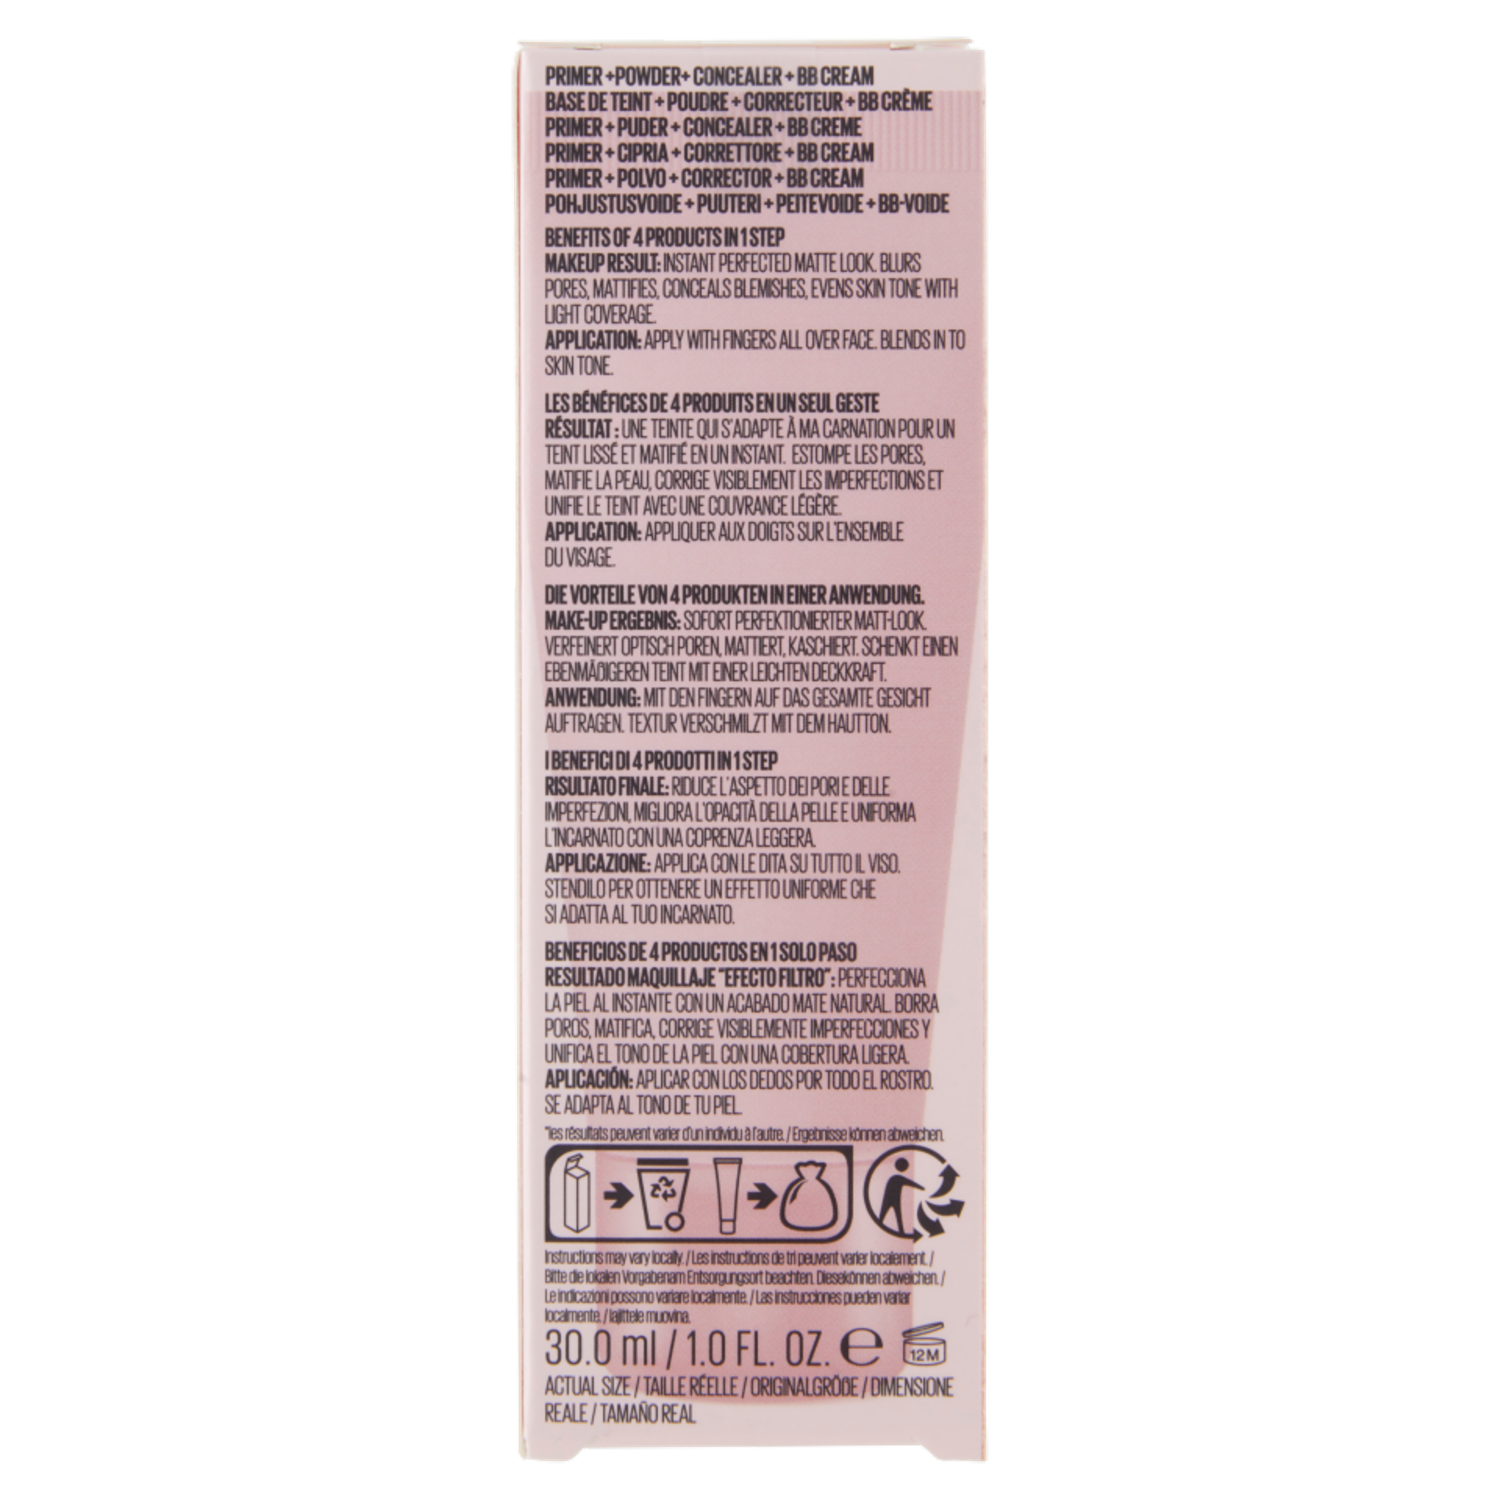 PRIMER +POWDER+ CONCEALER + BB CREAM
BASE DE TEINT + POUDRE + CORRECTEUR + BB CRÈME
PRIMER + PUDER + CONCEALER + BB CREME
PRIMER + CIPRIA + CORRETTORE + BB CREAM
PRIMER + POLVO + CORRECTOR + BB CREAM
POHJUSTUSVOIDE + PUUTERI + PEITEVOIDE + BB-VOIDE
BENEFITS OF 4 PRODUCTS IN 1 STEP
MAKEUP RESULT: INSTANT PERFECTED MATTE LOOK. BLURS
PORES, MATTIFIES, CONCEALS BLEMISHES, EVENS SKIN TONE WITH
LIGHT COVERAGE.
APPLICATION: APPLY WITH FINGERS ALL OVER FACE. BLENDS IN TO
SKIN TONE.
LES BÉNÉFICES DE 4 PRODUITS EN UN SEUL GESTE
RÉSULTAT : UNE TEINTE QUI S'ADAPTE À MA CARNATION POUR UN
TEINT LISSÉ ET MATIFIÉ EN UN INSTANT. ESTOMPE LES PORES,
MATIFIE LA PEAU, CORRIGE VISIBLEMENT LES IMPERFECTIONS ET
UNIFIE LE TEINT AVEC UNE COUVRANCE LÉGÈRE.
APPLICATION: APPLIQUER AUX DOIGTS SUR L'ENSEMBLE
DU VISAGE.
DIE VORTEILE VON 4 PRODUKTEN IN EINER ANWENDUNG.
MAKE-UP ERGEBNIS: SOFORT PERFEKTIONIERTER MATT-LOOK.
VERFEINERT OPTISCH POREN, MATTIERT, KASCHIERT. SCHENKT EINEN
EBENMÄßIGEREN TEINT MIT EINER LEICHTEN DECKKRAFT.
ANWENDUNG: MIT DEN FINGERN AUF DAS GESAMTE GESICHT
AUFTRAGEN. TEXTUR VERSCHMILZT MIT DEM HAUTTON.
I BENEFICI DI 4 PRODOTTI IN 1 STEP
RISULTATO FINALE: RIDUCE L'ASPETTO DEI PORI E DELLE
IMPERFEZIONI, MIGLIORA L'OPACITÀ DELLA PELLE E UNIFORMA
L'INCARNATO CON UNA COPRENZA LEGGERA.
APPLICAZIONE: APPLICA CON LE DITA SU TUTTO IL VISO.
STENDILO PER OTTENERE UN EFFETTO UNIFORME CHE
SI ADATTA AL TUO INCARNATO.
BENEFICIOS DE 4 PRODUCTOS EN 1 SOLO PASO
RESULTADO MAQUILLAJE "EFECTO FILTRO": PERFECCIONA
LA PIEL AL INSTANTE CON UN ACABADO MATE NATURAL. BORRA
POROS, MATIFICA, CORRIGE VISIBLEMENTE IMPERFECCIONES Y
UNIFICA EL TONO DE LA PIEL CON UNA COBERTURA LIGERA.
APLICACIÓN: APLICAR CON LOS DEDOS POR TODO EL ROSTRO.
SE ADAPTA AL TONO DE TU PIEL.
*les résultats peuvent varier d'un individu à l'autre. / Ergebnisse können abweichen.
Instructions may vary locally. / Les instructions de tri peuvent varier localement. /
Bitte die lokalen Vorgabenam Entsorgungsort beachten. Diesekönnen abweichen. /
Le indicazioni possono variare localmente. / Las instrucciones pueden variar
localmente. / lajittele muovina.
30.0 ml / 1.0 FL. OZ. e 12 M
ACTUAL SIZE / TAILLE RÉELLE / ORIGINALGRÖßE / DIMENSIONE
REALE / TAMAÑO REAL